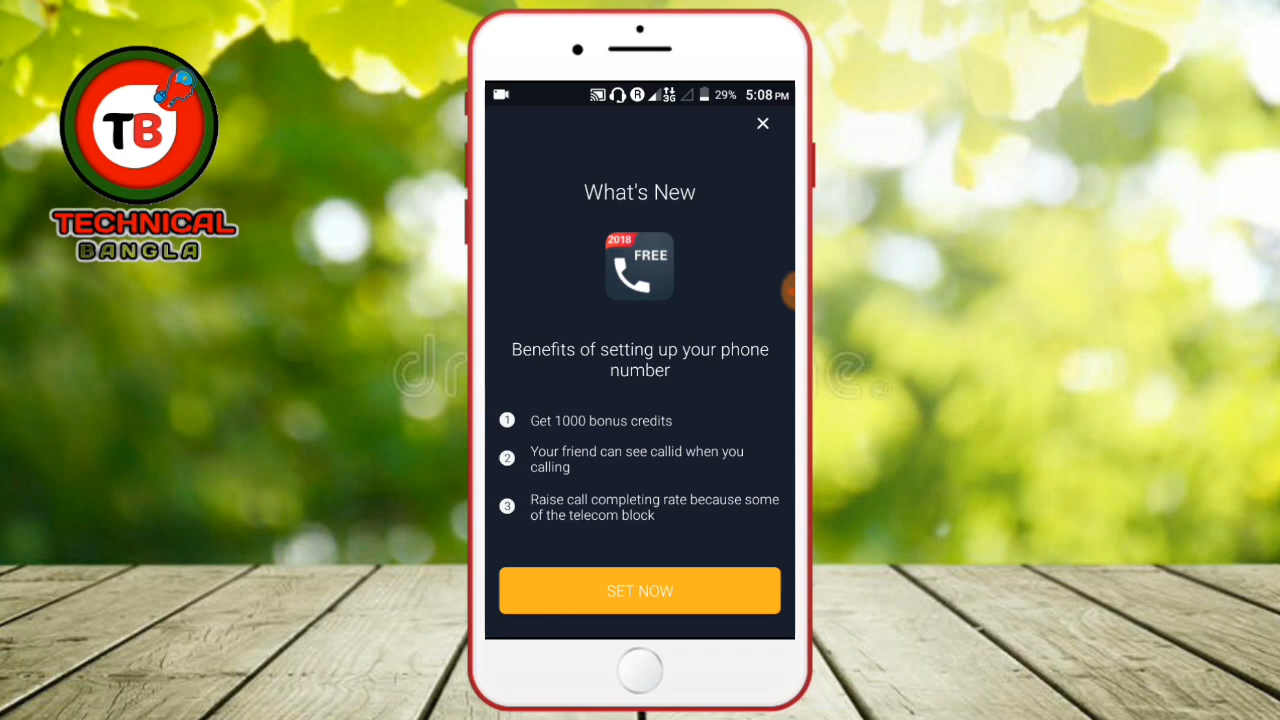 TB
TECHNICAL
BANGLA
R 3G 29% 5:08 PM
What's New
2018
FREE
Benefits of setting up your phone
number
1 Get 1000 bonus credits
2 Your friend can see callid when you
calling
3 Raise call completing rate because some
of the telecom block
SET NOW